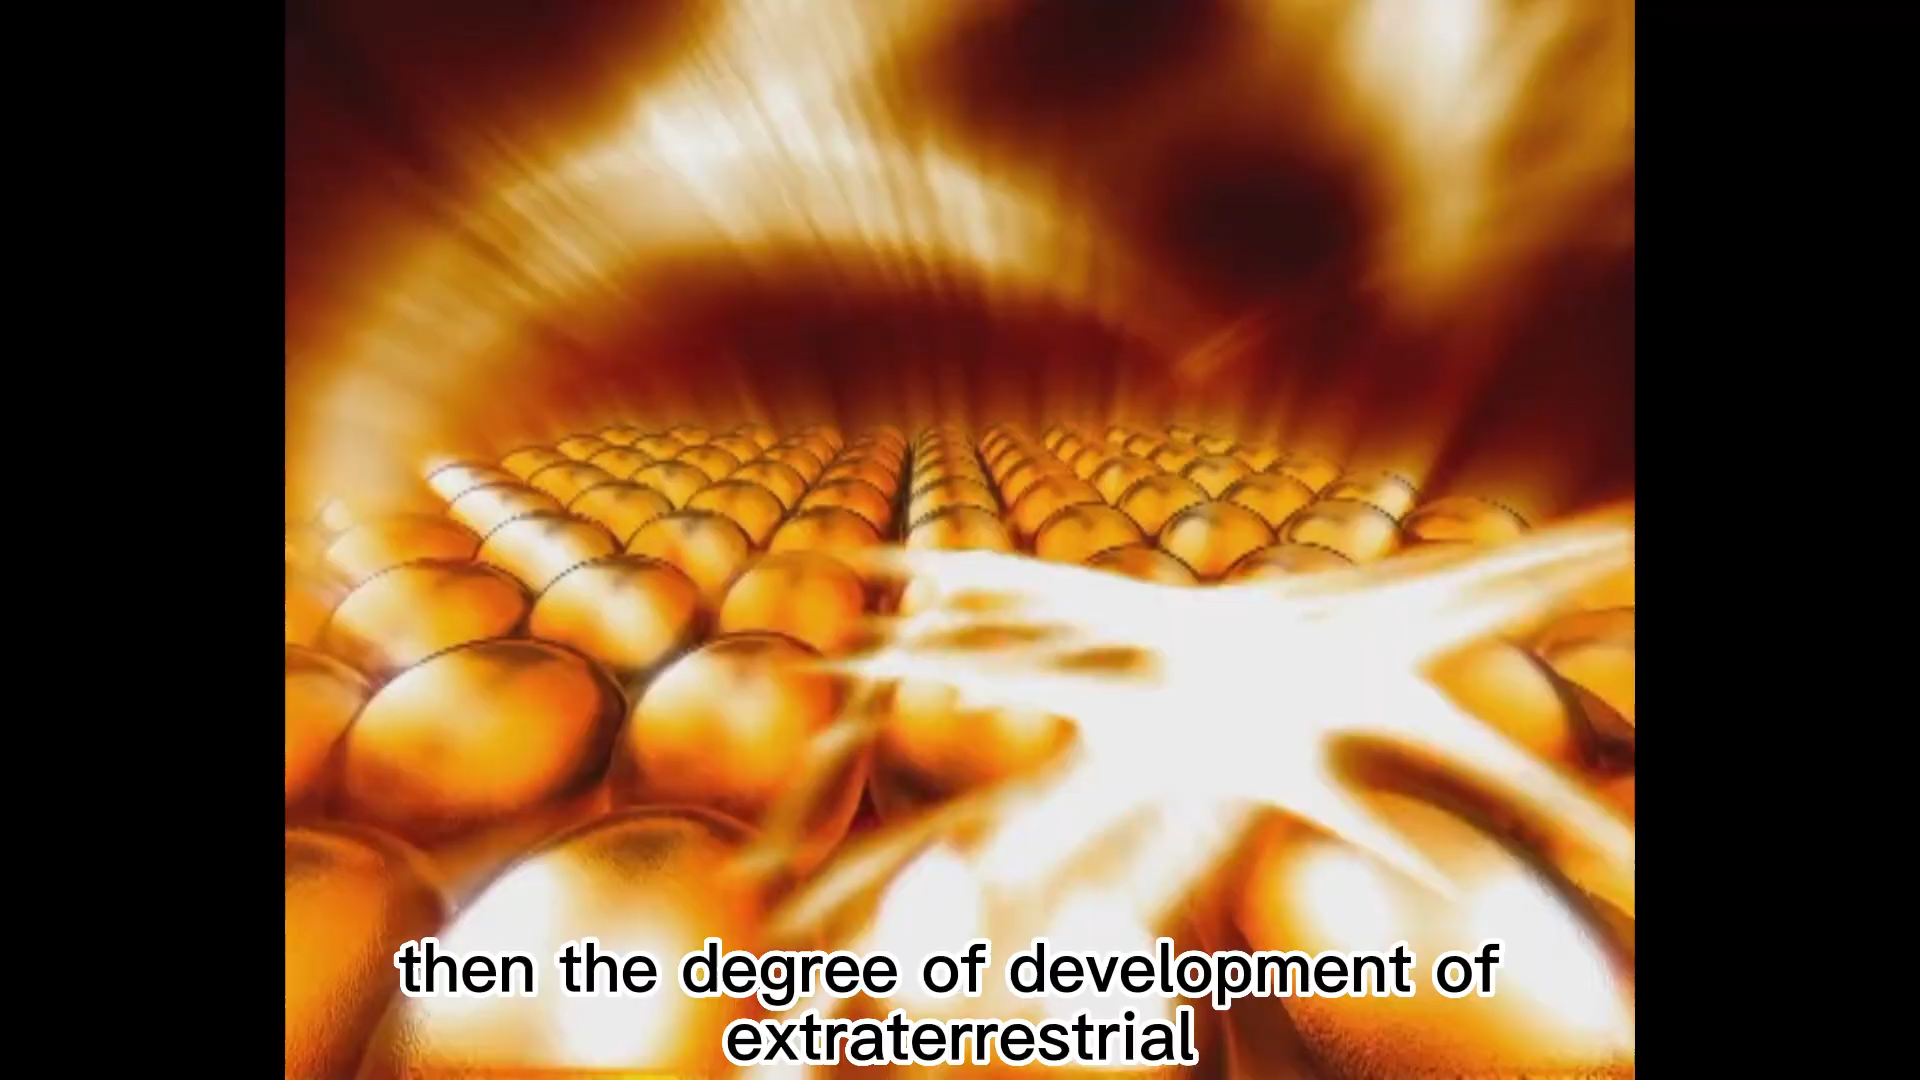 then the degree of development of
extraterrestrial